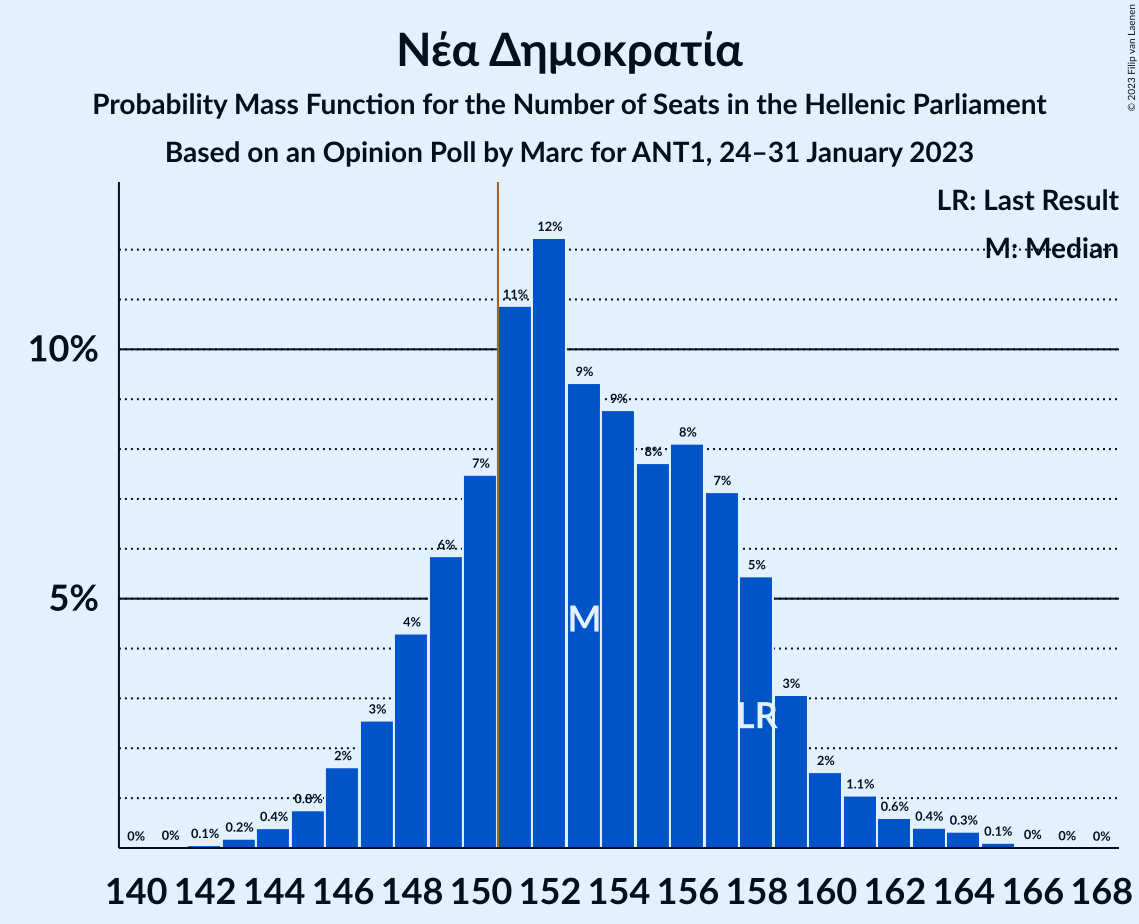 Νέα Δημοκρατία
Probability Mass Function for the Number of Seats in the Hellenic Parliament
Based on an Opinion Poll by Marc for ANT1, 24–31 January 2023
© 2023 Filip van Laenen
LR: Last Result
M: Median
10%
5%
0% 0% 0.1% 0.2% 0.4% 0.8% 2% 3% 4% 6% 7% 11% 12% 9% 9% 8% 8% 7% 5% 3% 2% 1.1% 0.6% 0.4% 0.3% 0.1% 0% 0% 0%
M
LR
140 142 144 146 148 150 152 154 156 158 160 162 164 166 168